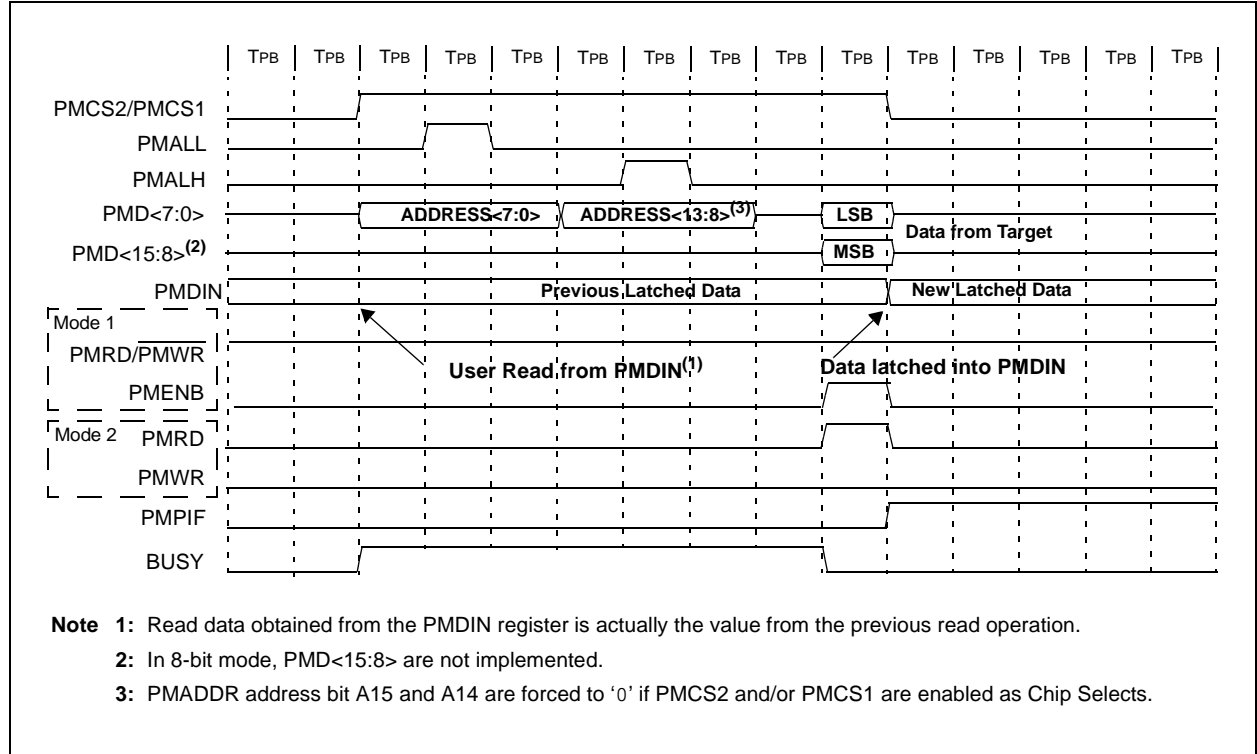 TPB TPB TPB TPB TPB TPB TPB TPB TPB TPB TPB TPB TPB TPB TPB
PMCS2/PMCS1
PMALL
PMALH
PMD<7:0> ADDRESS<7:0> ADDRESS<13:8>(3) LSB
Data from Target
PMD<15:8>(2) MSB
PMDIN Previous Latched Data New Latched Data
Mode 1
PMRD/PMWR
User Read from PMDIN(1) Data latched into PMDIN
PMENB
Mode 2 PMRD
PMWR
PMPIF
BUSY
Note 1: Read data obtained from the PMDIN register is actually the value from the previous read operation.
2: In 8-bit mode, PMD<15:8> are not implemented.
3: PMADDR address bit A15 and A14 are forced to ‘0’ if PMCS2 and/or PMCS1 are enabled as Chip Selects.